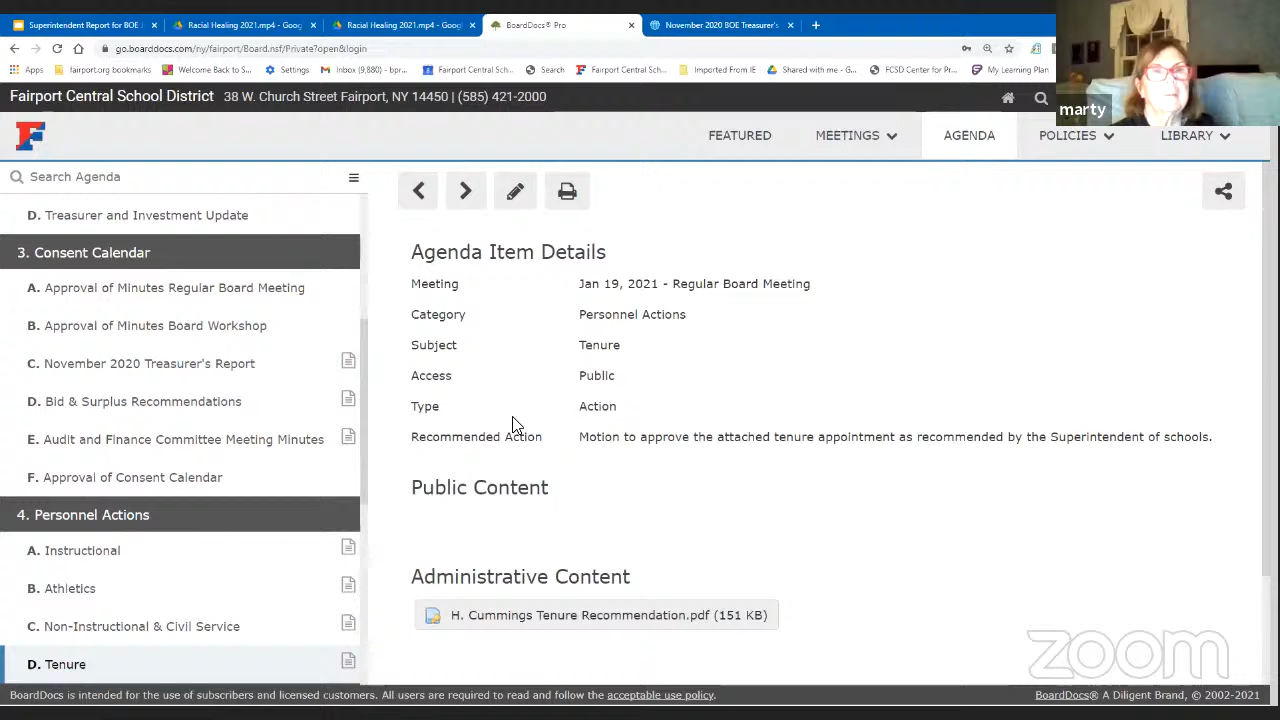 Superintendent Report for BOE
Racial Healing 2021.mp4 - Goog
Racial Healing 2021.mp4 - Goog
BoardDocs® Pro
November 2020 BOE Treasurer's
go.boarddocs.com/ny/fairport/Board.nsf/Private?open&login
Apps
fairport.org bookmarks
Welcome Back to S...
Settings
Inbox (9,880) - bpr...
Fairport Central Sch...
Search
Fairport Central Sch...
Imported From IE
Shared with me - G...
FCSD Center for Pr...
My Learning Plan
Fairport Central School District 38 W. Church Street Fairport, NY 14450 | (585) 421-2000
marty
F
FEATURED
MEETINGS
AGENDA
POLICIES
LIBRARY
Search Agenda
D. Treasurer and Investment Update
3. Consent Calendar
A. Approval of Minutes Regular Board Meeting
B. Approval of Minutes Board Workshop
C. November 2020 Treasurer's Report
D. Bid & Surplus Recommendations
E. Audit and Finance Committee Meeting Minutes
F. Approval of Consent Calendar
4. Personnel Actions
A. Instructional
B. Athletics
C. Non-Instructional & Civil Service
D. Tenure
Agenda Item Details
Meeting Jan 19, 2021 - Regular Board Meeting
Category Personnel Actions
Subject Tenure
Access Public
Type Action
Recommended Action Motion to approve the attached tenure appointment as recommended by the Superintendent of schools.
Public Content
Administrative Content
H. Cummings Tenure Recommendation.pdf (151 KB)
zoom
BoardDocs is intended for the use of subscribers and licensed customers. All users are required to read and follow the acceptable use policy.
BoardDocs® A Diligent Brand, © 2002-2021